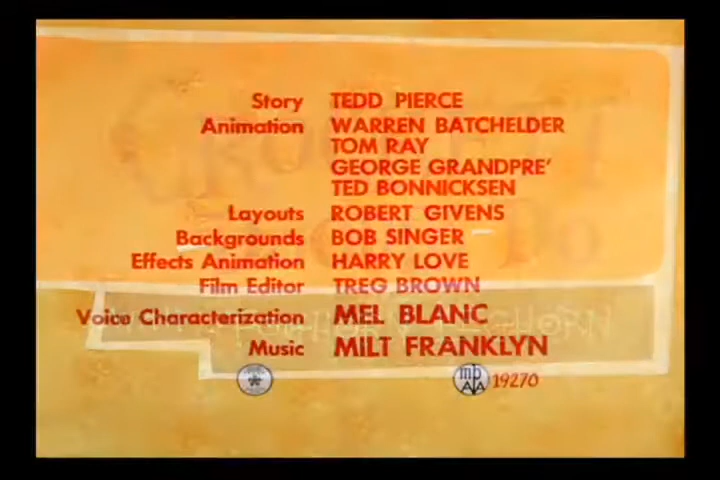 Story TEDD PIERCE
Animation WARREN BATCHELDER
TOM RAY
GEORGE GRANDPRE'
TED BONNICKSEN
Layouts ROBERT GIVENS
Backgrounds BOB SINGER
Effects Animation HARRY LOVE
Film Editor TREG BROWN
Voice Characterization MEL BLANC
Music MILT FRANKLYN
19270